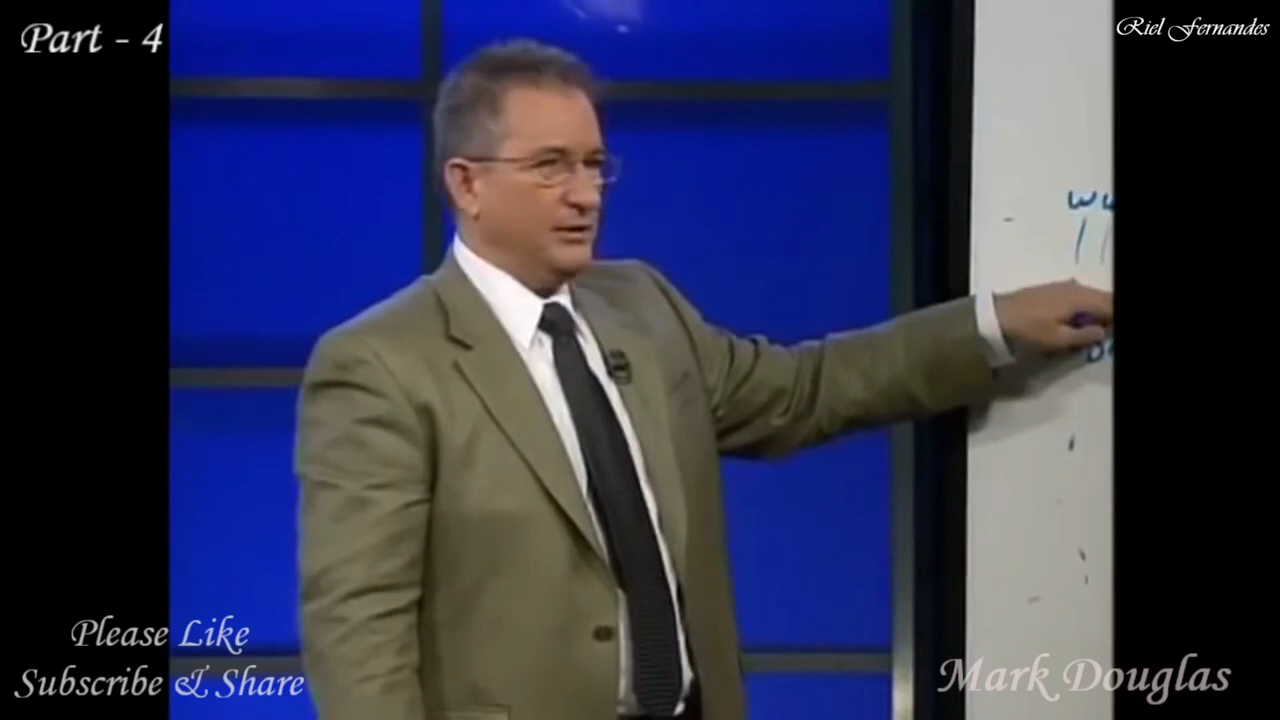 Part - 4
Riel Fernandes
Please Like
Subscribe & Share
Mark Douglas